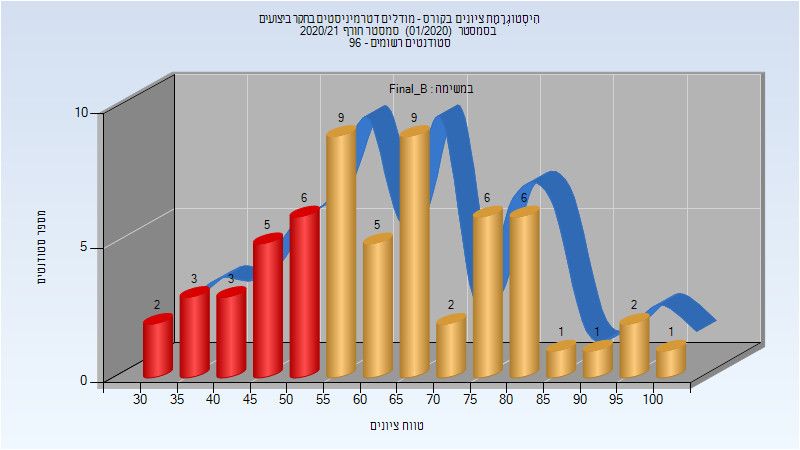 היסטוגרמת ציונים בקורס - מודלים דטרמיניסטים בחקר ביצועים
בסמסטר (01/2020) סמסטר חורף 2020/21
סטודנטים רשומים - 96
במשימה : Final_B
מספר סטודנטים
10
5
0
2
3
3
5
6
9
5
9
2
6
6
1
1
2
1
30 35 40 45 50 55 60 65 70 75 80 85 90 95 100
טווח ציונים